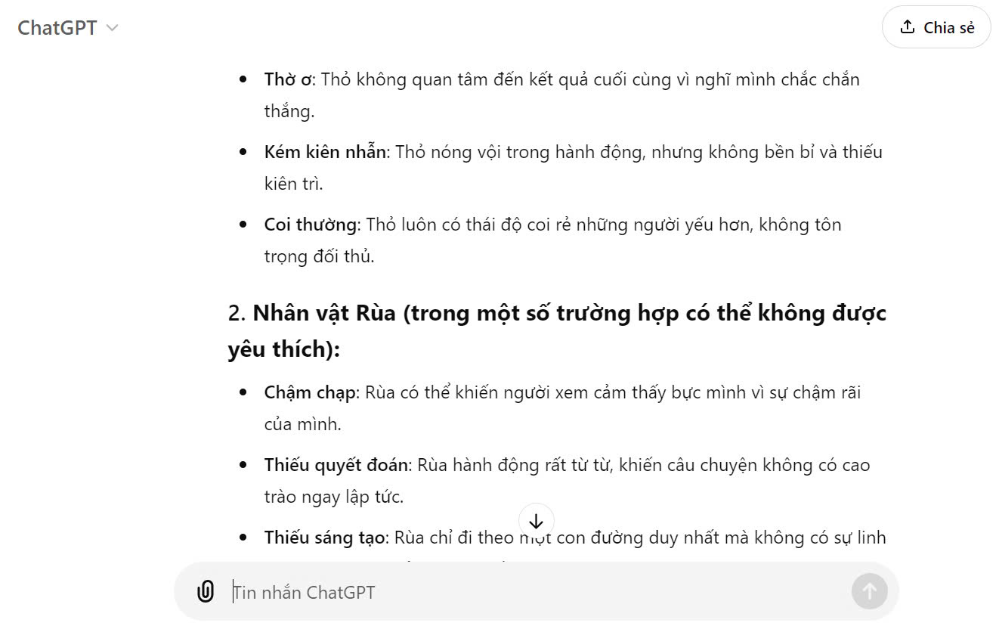 ChatGPT
Chia sẻ
Thờ ơ: Thỏ không quan tâm đến kết quả cuối cùng vì nghĩ mình chắc chắn
thắng.
Kém kiên nhẫn: Thỏ nóng vội trong hành động, nhưng không bền bỉ và thiếu
kiên trì.
Coi thường: Thỏ luôn có thái độ coi rẻ những người yếu hơn, không tôn
trọng đối thủ.
2. Nhân vật Rùa (trong một số trường hợp có thể không được
yêu thích):
Chậm chạp: Rùa có thể khiến người xem cảm thấy bực mình vì sự chậm rãi
của mình.
Thiếu quyết đoán: Rùa hành động rất từ từ, khiến câu chuyện không có cao
trào ngay lập tức.
Thiếu sáng tạo: Rùa chỉ đi theo một con đường duy nhất mà không có sự linh
Tin nhắn ChatGPT